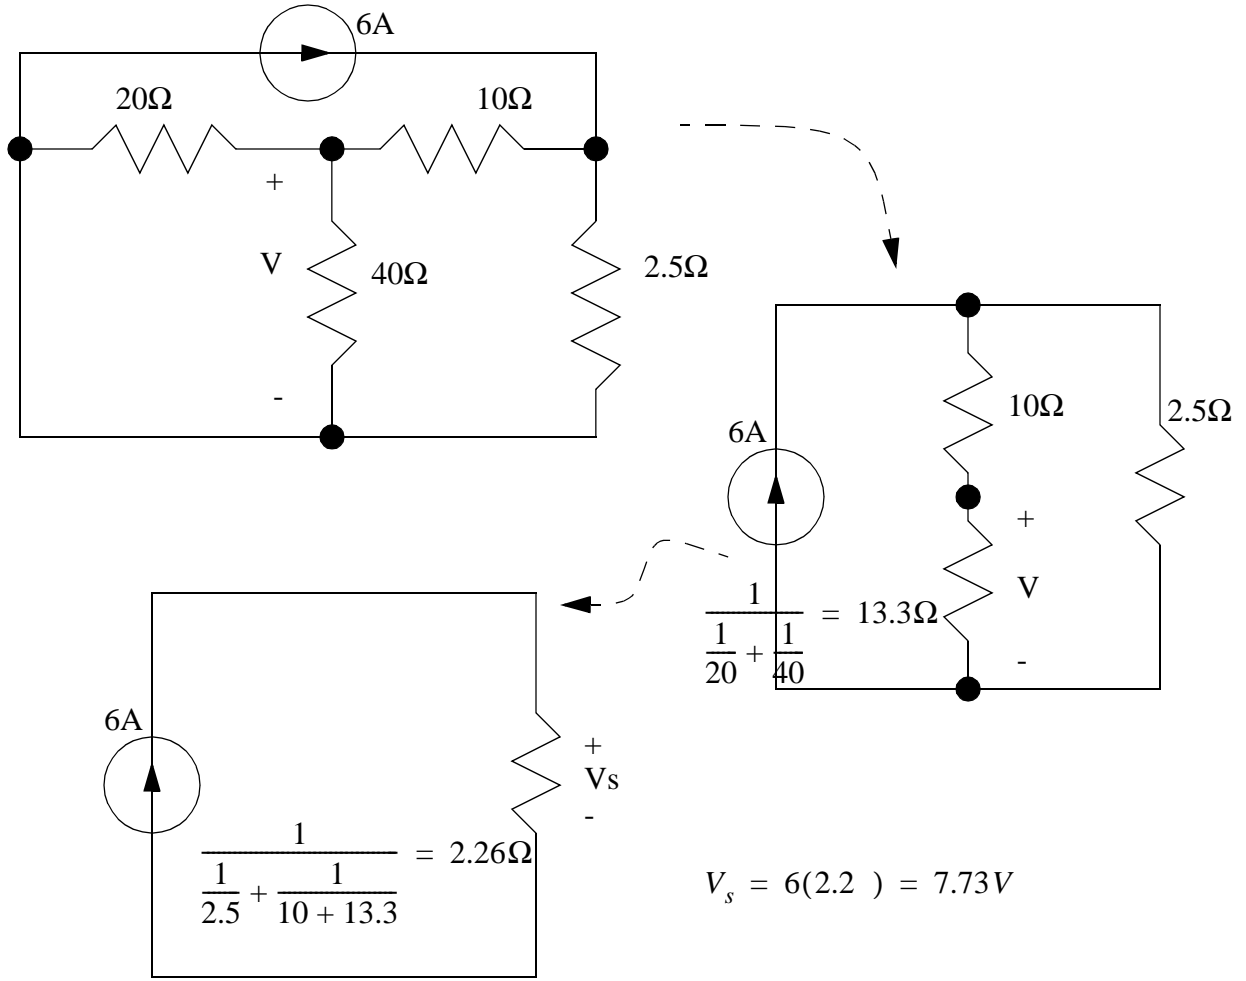 6A
20Ω
10Ω
+
V
40Ω
2.5Ω
-
10Ω
2.5Ω
6A
+
V
-
1
1/20 + 1/40 = 13.3Ω
6A
+
Vs
-
1
1/2.5 + 1/10 + 13.3 = 2.26Ω
Vs = 6(2.2 ) = 7.73V